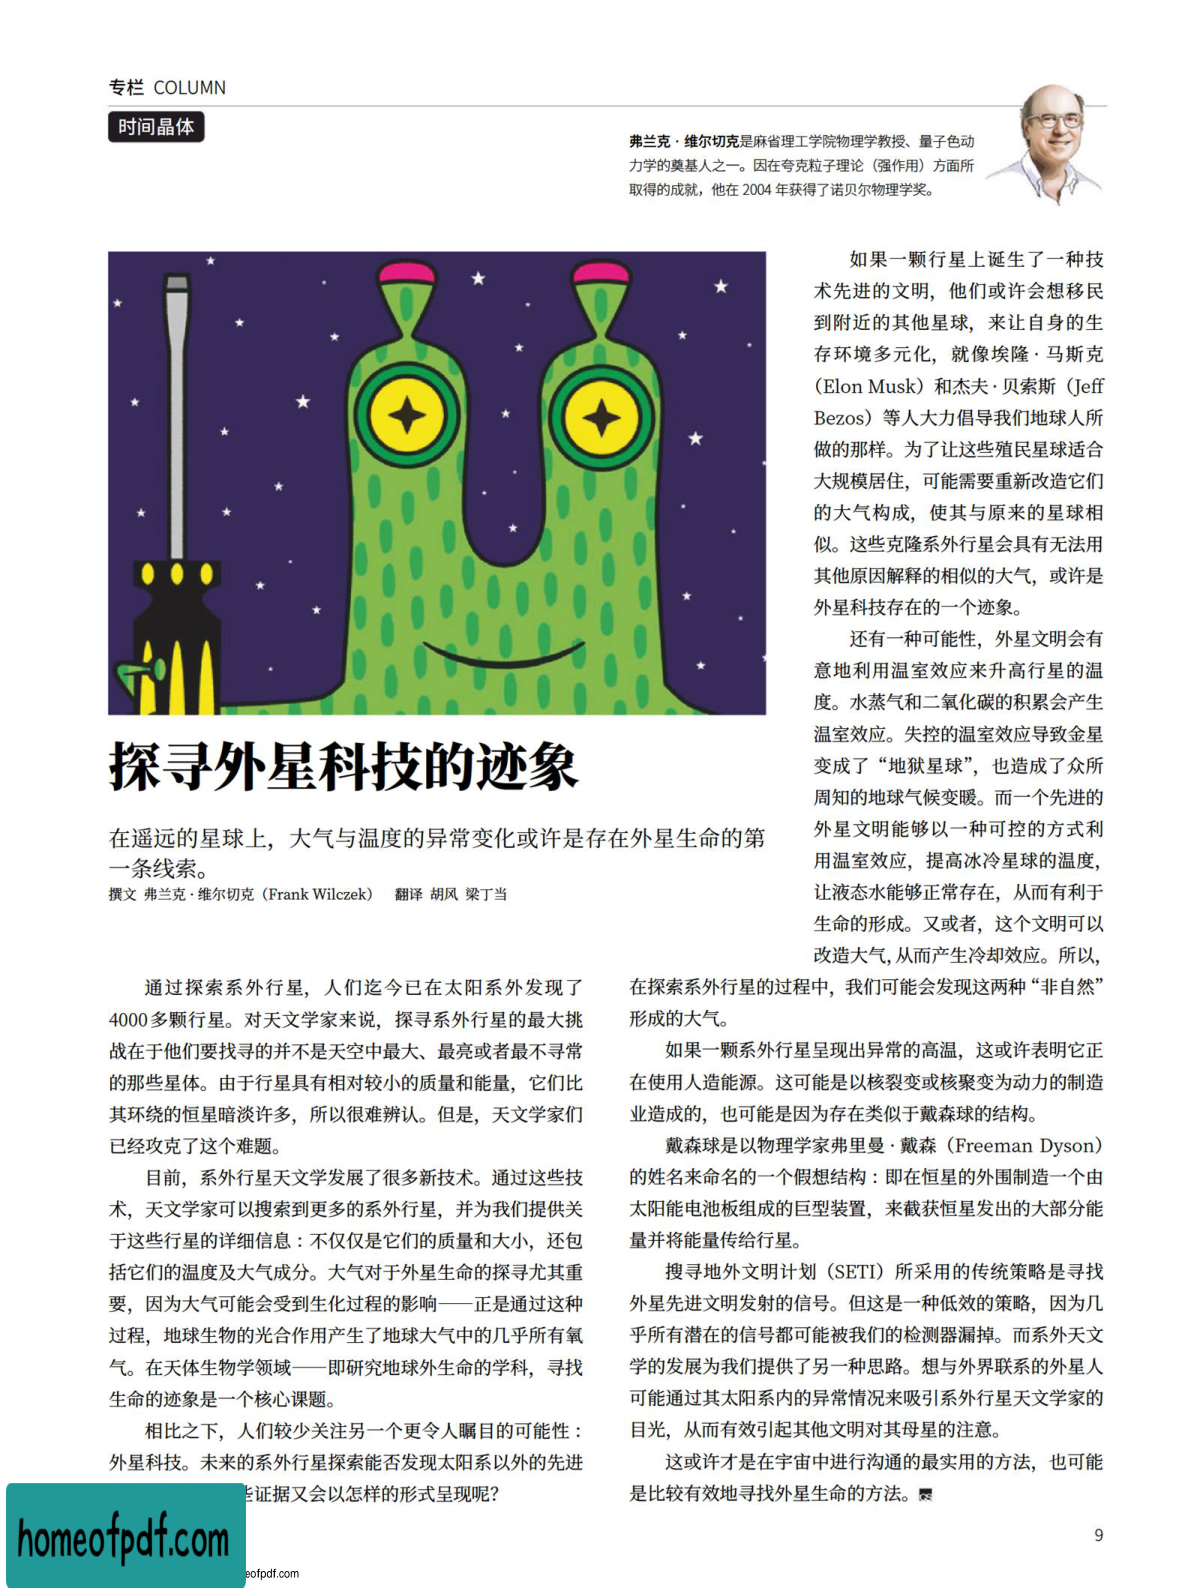 专栏 COLUMN
时间晶体
弗兰克·维尔切克是麻省理工学院物理学教授、量子色动
力学的奠基人之一。因在夸克粒子理论（强作用）方面所
取得的成就，他在 2004 年获得了诺贝尔物理学奖。
探寻外星科技的迹象
在遥远的星球上，大气与温度的异常变化或许是存在外星生命的第
一条线索。
撰文 弗兰克·维尔切克（Frank Wilczek） 翻译 胡风 梁丁当
通过探索系外行星，人们迄今已在太阳系外发现了
4000多颗行星。对天文学家来说，探寻系外行星的最大挑
战在于他们要找寻的并不是天空中最大、最亮或者最不寻常
的那些星体。由于行星具有相对较小的质量和能量，它们比
其环绕的恒星暗淡许多，所以很难辨认。但是，天文学家们
已经攻克了这个难题。
目前，系外行星天文学发展了很多新技术。通过这些技
术，天文学家可以搜索到更多的系外行星，并为我们提供关
于这些行星的详细信息：不仅仅是它们的质量和大小，还包
括它们的温度及大气成分。大气对于外星生命的探寻尤其重
要，因为大气可能会受到生化过程的影响——正是通过这种
过程，地球生物的光合作用产生了地球大气中的几乎所有氧
气。在天体生物学领域——即研究地球外生命的学科，寻找
生命的迹象是一个核心课题。
相比之下，人们较少关注另一个更令人瞩目的可能性：
外星科技。未来的系外行星探索能否发现太阳系以外的先进
证据又会以怎样的形式呈现呢？
如果一颗行星上诞生了一种技
术先进的文明，他们或许会想移民
到附近的其他星球，来让自身的生
存环境多元化，就像埃隆·马斯克
（Elon Musk）和杰夫·贝索斯（Jeff
Bezos）等人大力倡导我们地球人所
做的那样。为了让这些殖民星球适合
大规模居住，可能需要重新改造它们
的大气构成，使其与原来的星球相
似。这些克隆系外行星会具有无法用
其他原因解释的相似的大气，或许是
外星科技存在的一个迹象。
还有一种可能性，外星文明会有
意地利用温室效应来升高行星的温
度。水蒸气和二氧化碳的积累会产生
温室效应。失控的温室效应导致金星
变成了“地狱星球”，也造成了众所
周知的地球气候变暖。而一个先进的
外星文明能够以一种可控的方式利
用温室效应，提高冰冷星球的温度，
让液态水能够正常存在，从而有利于
生命的形成。又或者，这个文明可以
改造大气，从而产生冷却效应。所以，
在探索系外行星的过程中，我们可能会发现这两种“非自然”
形成的大气。
如果一颗系外行星呈现出异常的高温，这或许表明它正
在使用人造能源。这可能是以核裂变或核聚变为动力的制造
业造成的，也可能是因为存在类似于戴森球的结构。
戴森球是以物理学家弗里曼·戴森（Freeman Dyson）
的姓名来命名的一个假想结构：即在恒星的外围制造一个由
太阳能电池板组成的巨型装置，来截获恒星发出的大部分能
量并将能量传给行星。
搜寻地外文明计划（SETI）所采用的传统策略是寻找
外星先进文明发射的信号。但这是一种低效的策略，因为几
乎所有潜在的信号都可能被我们的检测器漏掉。而系外天文
学的发展为我们提供了另一种思路。想与外界联系的外星人
可能通过其太阳系内的异常情况来吸引系外行星天文学家的
目光，从而有效引起其他文明对其母星的注意。
这或许才是在宇宙中进行沟通的最实用的方法，也可能
是比较有效地寻找外星生命的方法。
9
homeofpdf.com
eofpdf.com